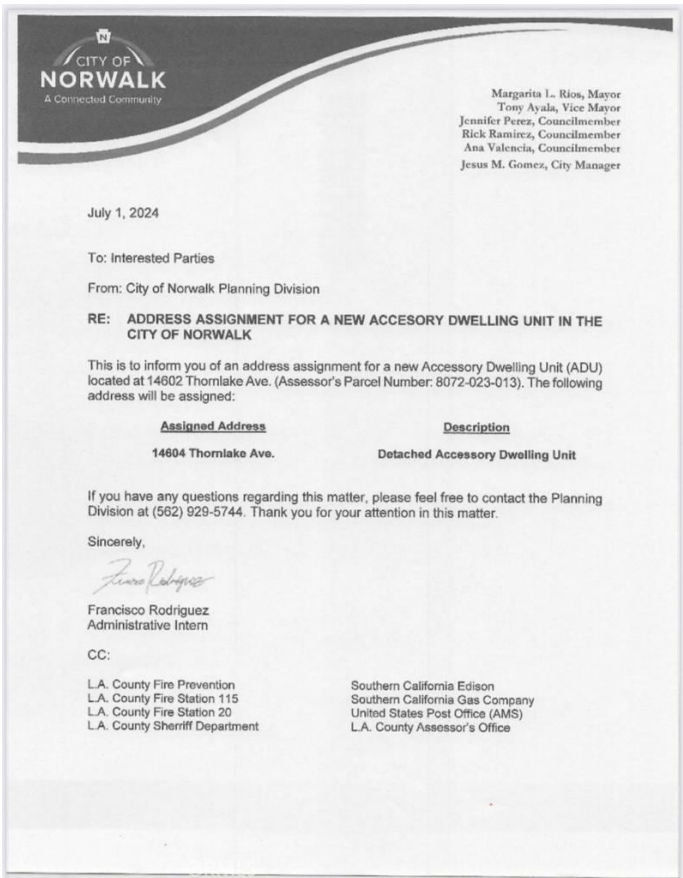 N
CITY OF
NORWALK
A Connected Community
Margarita L. Rios, Mayor
Tony Ayala, Vice Mayor
Jennifer Perez, Councilmember
Rick Ramirez, Councilmember
Ana Valencia, Councilmember
Jesus M. Gomez, City Manager
July 1, 2024
To: Interested Parties
From: City of Norwalk Planning Division
RE: ADDRESS ASSIGNMENT FOR A NEW ACCESORY DWELLING UNIT IN THE
CITY OF NORWALK
This is to inform you of an address assignment for a new Accessory Dwelling Unit (ADU)
located at 14602 Thornlake Ave. (Assessor's Parcel Number: 8072-023-013). The following
address will be assigned:
Assigned Address Description
14604 Thornlake Ave. Detached Accessory Dwelling Unit
If you have any questions regarding this matter, please feel free to contact the Planning
Division at (562) 929-5744. Thank you for your attention in this matter.
Sincerely,
Francisco Rodriguez
Administrative Intern
CC:
L.A. County Fire Prevention
L.A. County Fire Station 115
L.A. County Fire Station 20
L.A. County Sherriff Department
Southern California Edison
Southern California Gas Company
United States Post Office (AMS)
L.A. County Assessor's Office